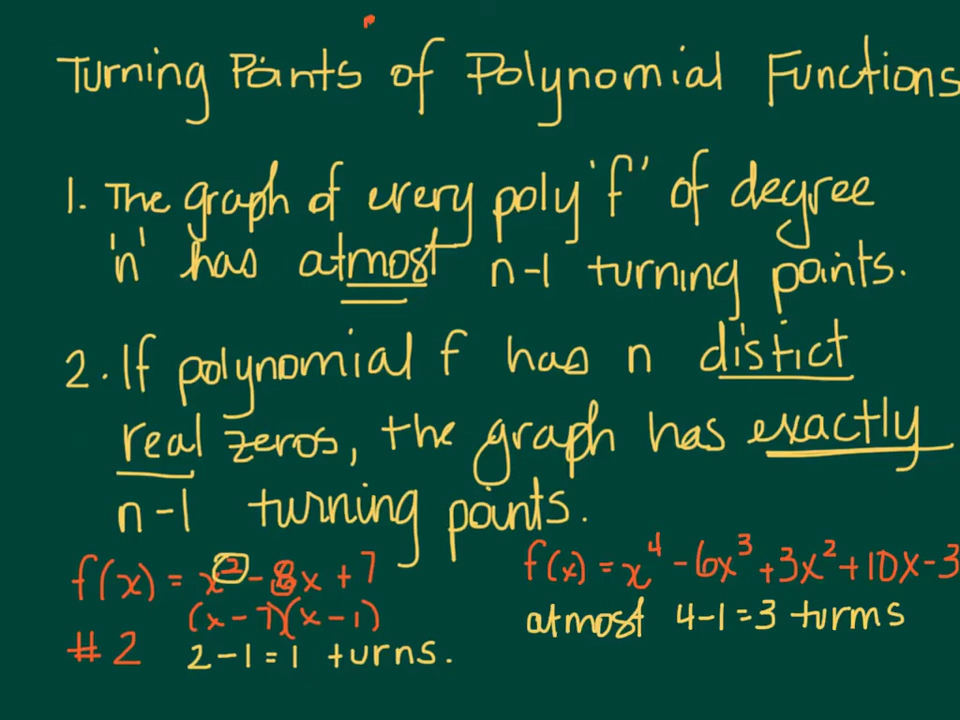 Turning Points of Polynomial Functions
1. The graph of every poly 'f' of degree
'n' has atmost n-1 turning points.
2. If polynomial f has n distict
real zeros, the graph has exactly
n-1 turning points.
f(x) = x² - 8x + 7
(x-7)(x-1)
#2 2-1=1 turns.
f(x) = x⁴ - 6x³ + 3x² + 10x - 3
atmost 4-1=3 turms